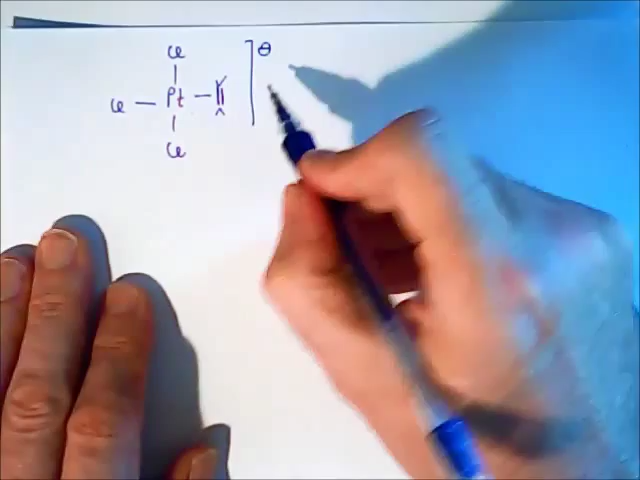 Cl
Cl — Pt — ] ⊖
Cl